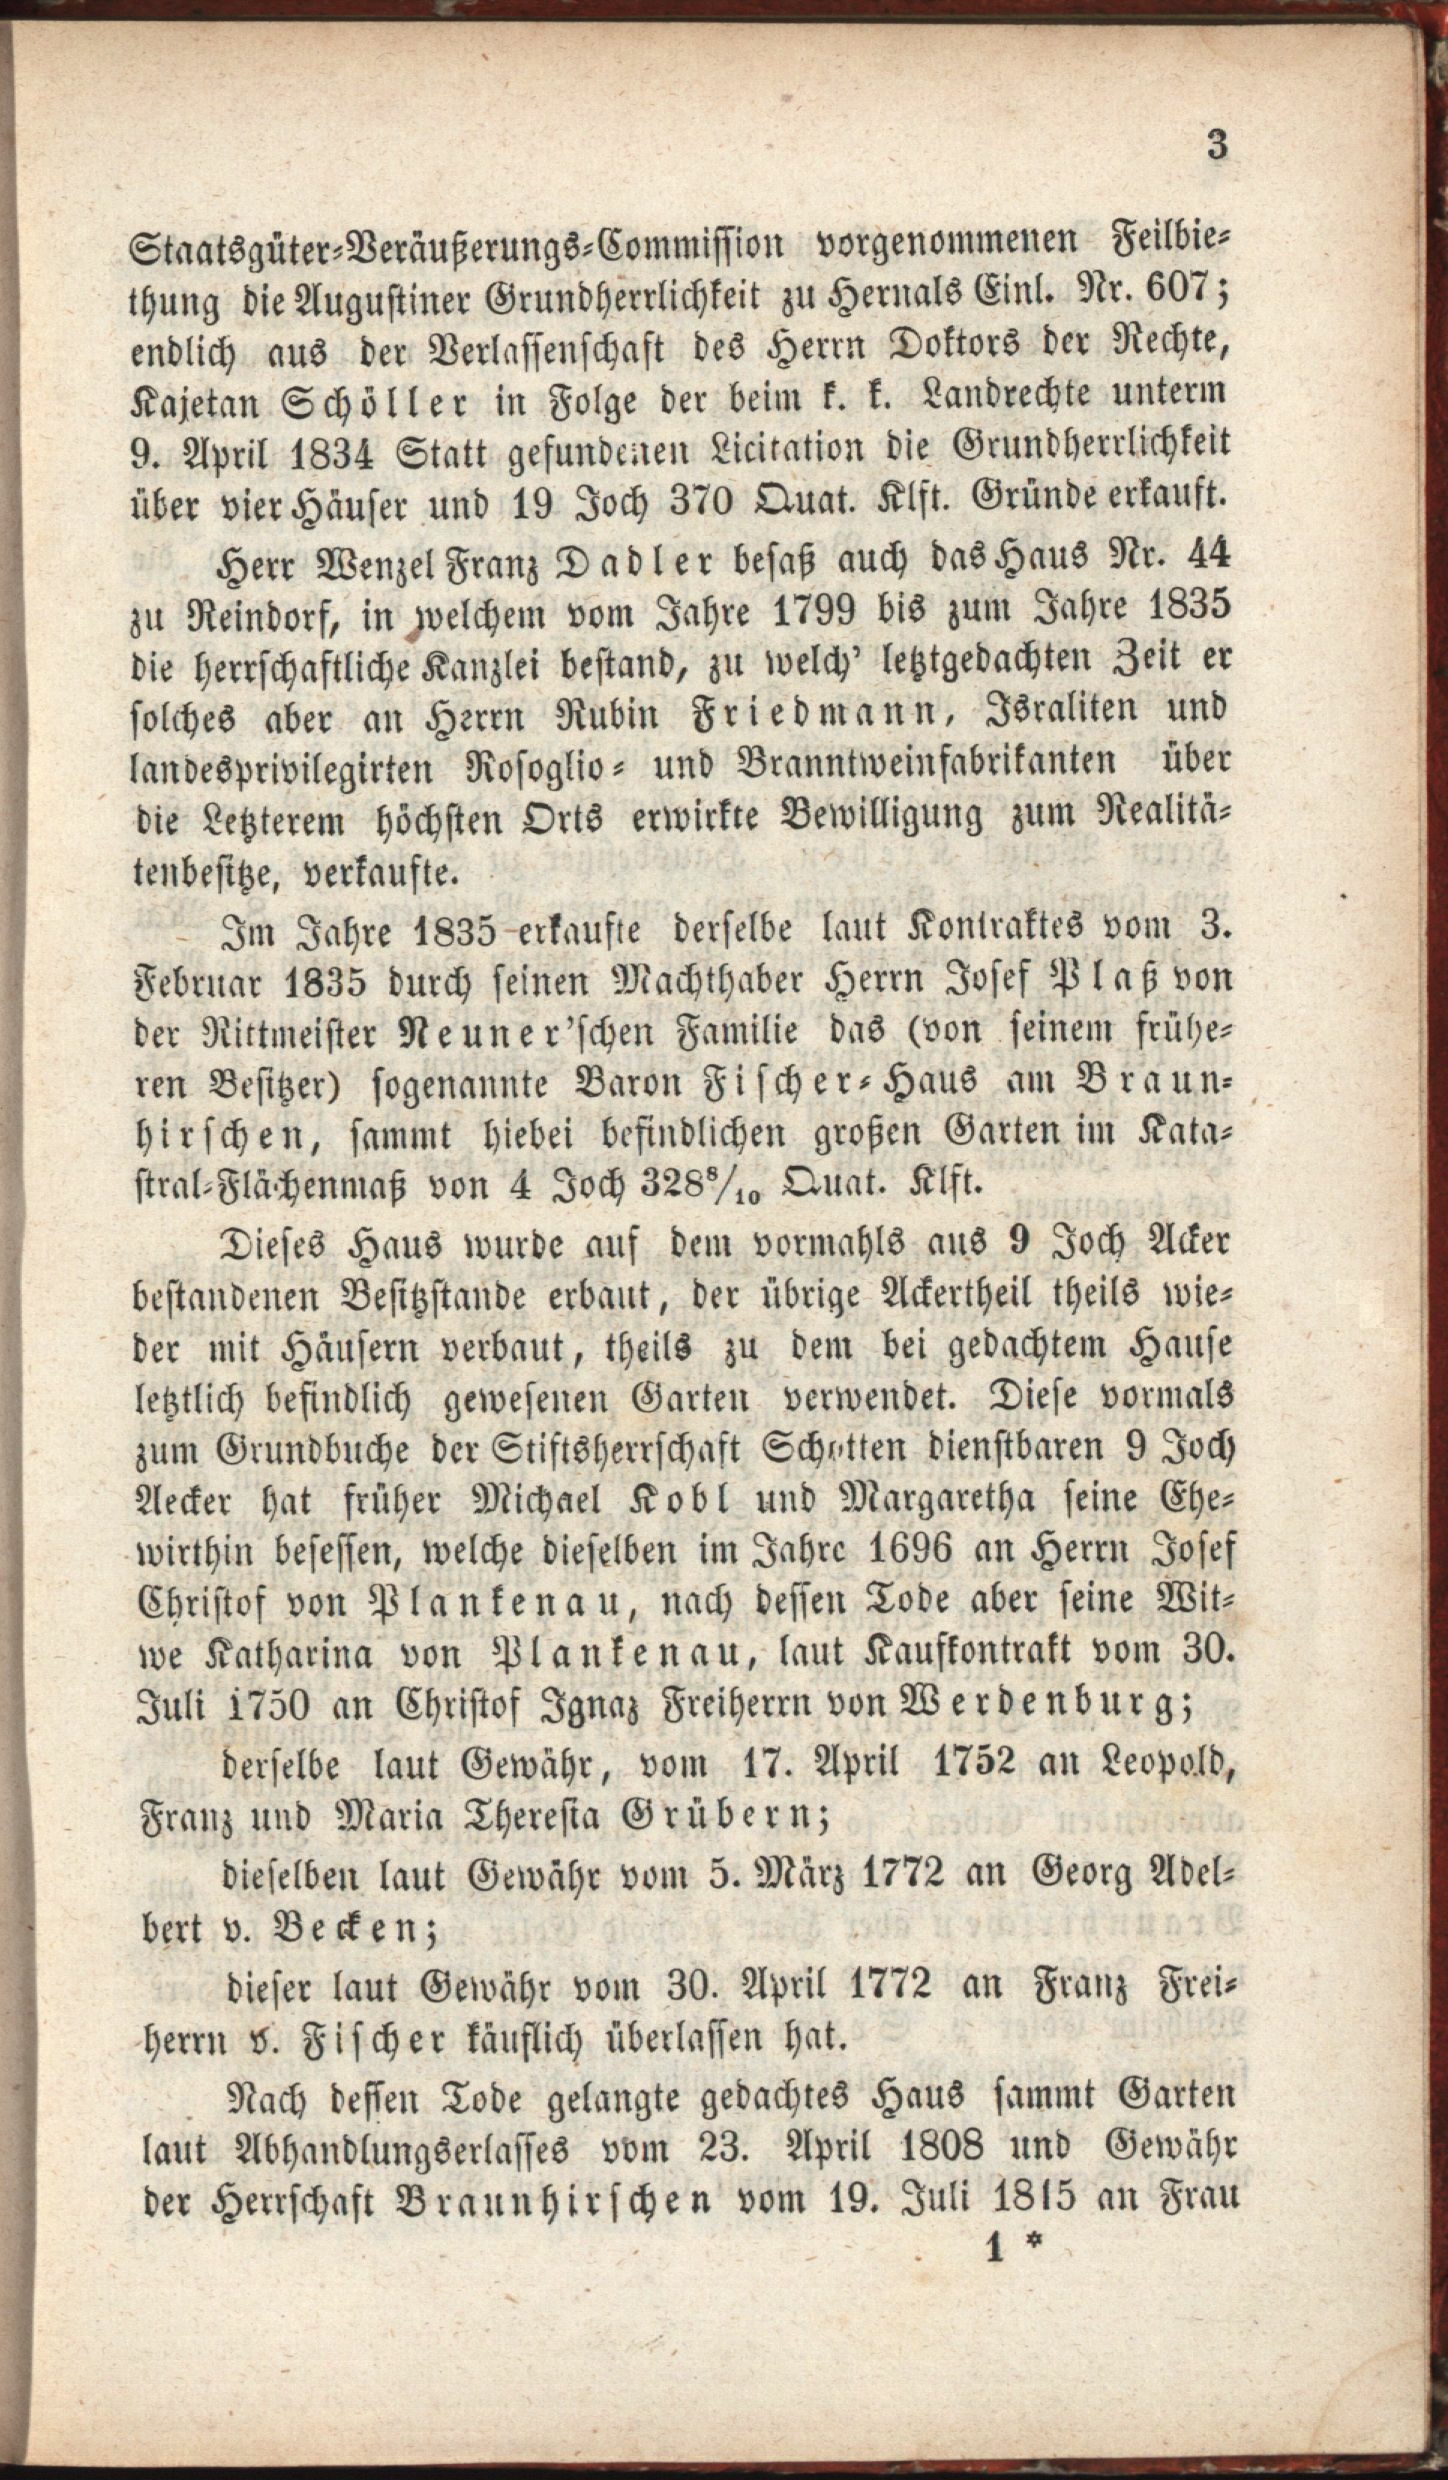 3
Staatsgüter-Veräußerungs-Commission vorgenommenen Feilbie-
thung die Augustiner Grundherrlichkeit zu Hernals Einl. Nr. 607;
endlich aus der Verlassenschaft des Herrn Doktors der Rechte,
Kajetan Schöller in Folge der beim k. k. Landrechte unterm
9. April 1834 Statt gefundenen Licitation die Grundherrlichkeit
über vier Häuser und 19 Joch 370 Quat. Klft. Gründe erkauft.
Herr Wenzel Franz Dadler besaß auch das Haus Nr. 44
zu Reindorf, in welchem vom Jahre 1799 bis zum Jahre 1835
die herrschaftliche Kanzlei bestand, zu welch' letztgedachten Zeit er
solches aber an Herrn Rubin Friedmann, Israliten und
landesprivilegirten Rosoglio- und Branntweinfabrikanten über
die Letzterem höchsten Orts erwirkte Bewilligung zum Realitä-
tenbesitze, verkaufte.
Im Jahre 1835 erkaufte derselbe laut Kontraktes vom 3.
Februar 1835 durch seinen Machthaber Herrn Josef Plaß von
der Rittmeister Neuner'schen Familie das (von seinem frühe-
ren Besitzer) sogenannte Baron Fischer-Haus am Braun-
hirschen, sammt hiebei befindlichen großen Garten im Kata-
stral-Flächenmaß von 4 Joch 328⁸/₁₀ Quat. Klft.
Dieses Haus wurde auf dem vormahls aus 9 Joch Acker
bestandenen Besitzstande erbaut, der übrige Ackertheil theils wie-
der mit Häusern verbaut, theils zu dem bei gedachtem Hause
letztlich befindlich gewesenen Garten verwendet. Diese vormals
zum Grundbuche der Stiftsherrschaft Schotten dienstbaren 9 Joch
Aecker hat früher Michael Kobl und Margaretha seine Ehe-
wirthin besessen, welche dieselben im Jahre 1696 an Herrn Josef
Christof von Plankenau, nach dessen Tode aber seine Wit-
we Katharina von Plankenau, laut Kaufkontrakt vom 30.
Juli 1750 an Christof Ignaz Freiherrn von Werdenburg;
derselbe laut Gewähr, vom 17. April 1752 an Leopold,
Franz und Maria Theresia Grübern;
dieselben laut Gewähr vom 5. März 1772 an Georg Adel-
bert v. Becken;
dieser laut Gewähr vom 30. April 1772 an Franz Frei-
herrn v. Fischer käuflich überlassen hat.
Nach dessen Tode gelangte gedachtes Haus sammt Garten
laut Abhandlungserlasses vom 23. April 1808 und Gewähr
der Herrschaft Braunhirschen vom 19. Juli 1815 an Frau
1 *